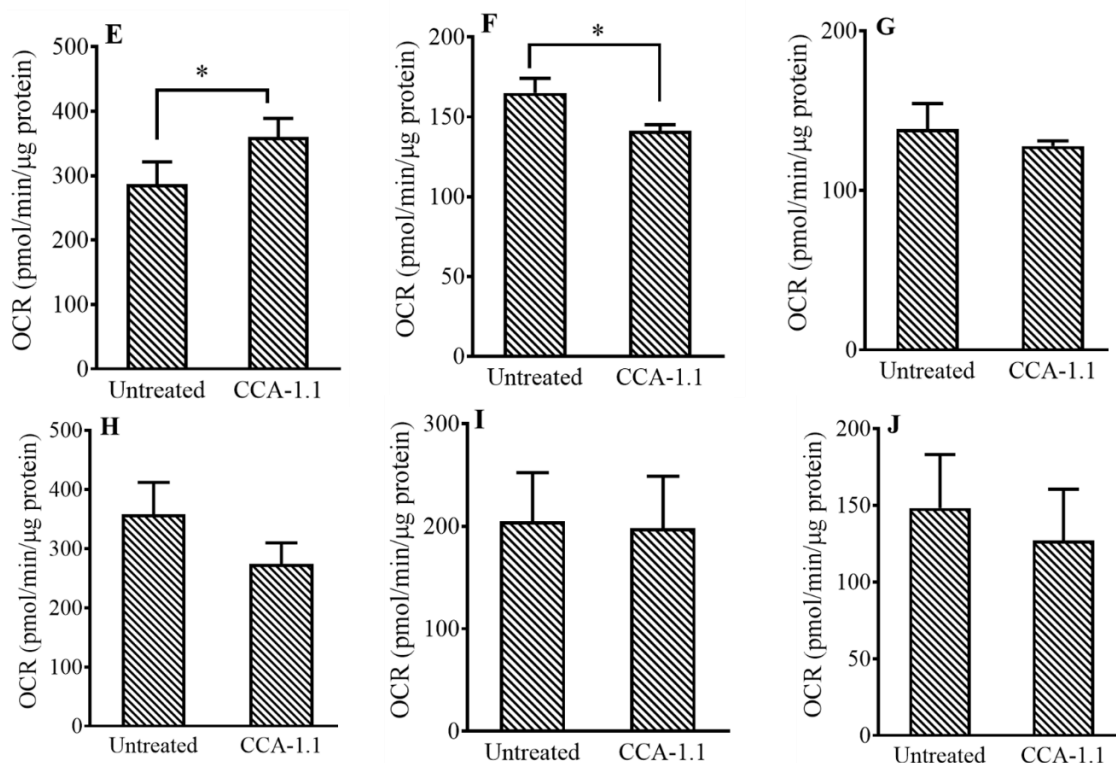 E
OCR (pmol/min/µg protein)
500
400
300
200
100
0
*
Untreated CCA-1.1
F
OCR (pmol/min/µg protein)
200
150
100
50
0
*
Untreated CCA-1.1
G
OCR (pmol/min/µg protein)
200
100
0
Untreated CCA-1.1
H
OCR (pmol/min/µg protein)
500
400
300
200
100
0
Untreated CCA-1.1
I
OCR (pmol/min/µg protein)
300
200
100
0
Untreated CCA-1.1
J
OCR (pmol/min/µg protein)
200
150
100
50
0
Untreated CCA-1.1